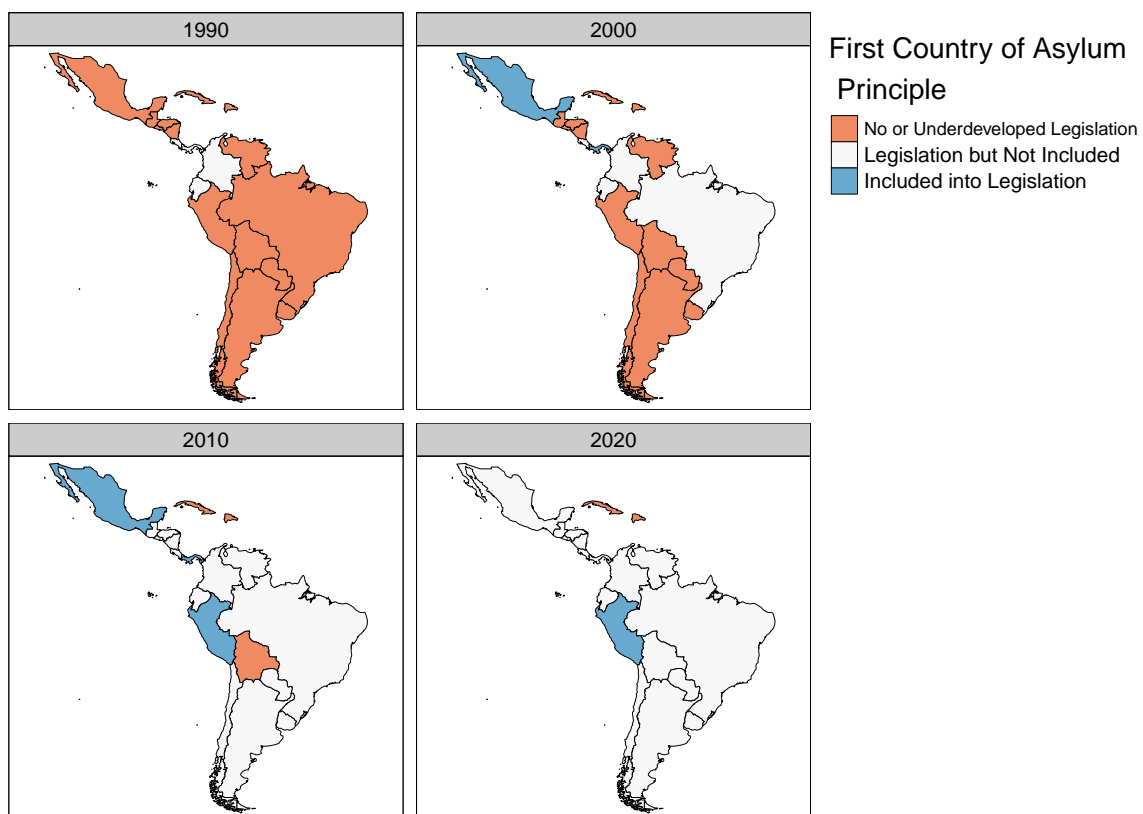 1990
2000
First Country of Asylum
Principle
No or Underdeveloped Legislation
Legislation but Not Included
Included into Legislation
2010
2020